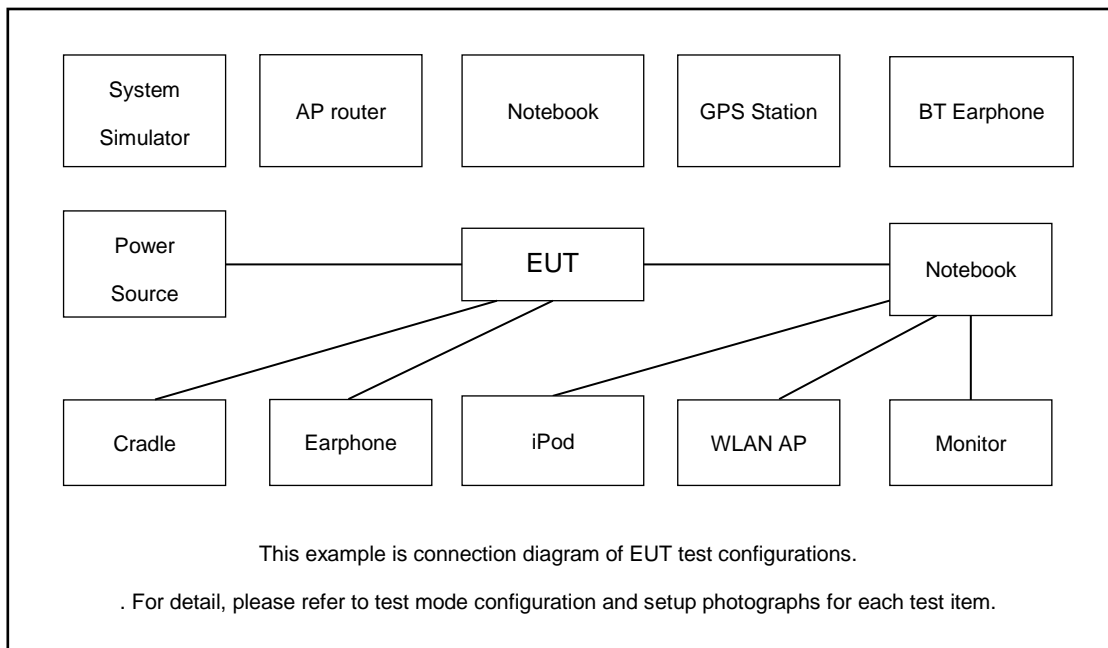 System
Simulator
AP router
Notebook
GPS Station
BT Earphone
Power
Source
EUT
Notebook
Cradle
Earphone
iPod
WLAN AP
Monitor
This example is connection diagram of EUT test configurations.
. For detail, please refer to test mode configuration and setup photographs for each test item.